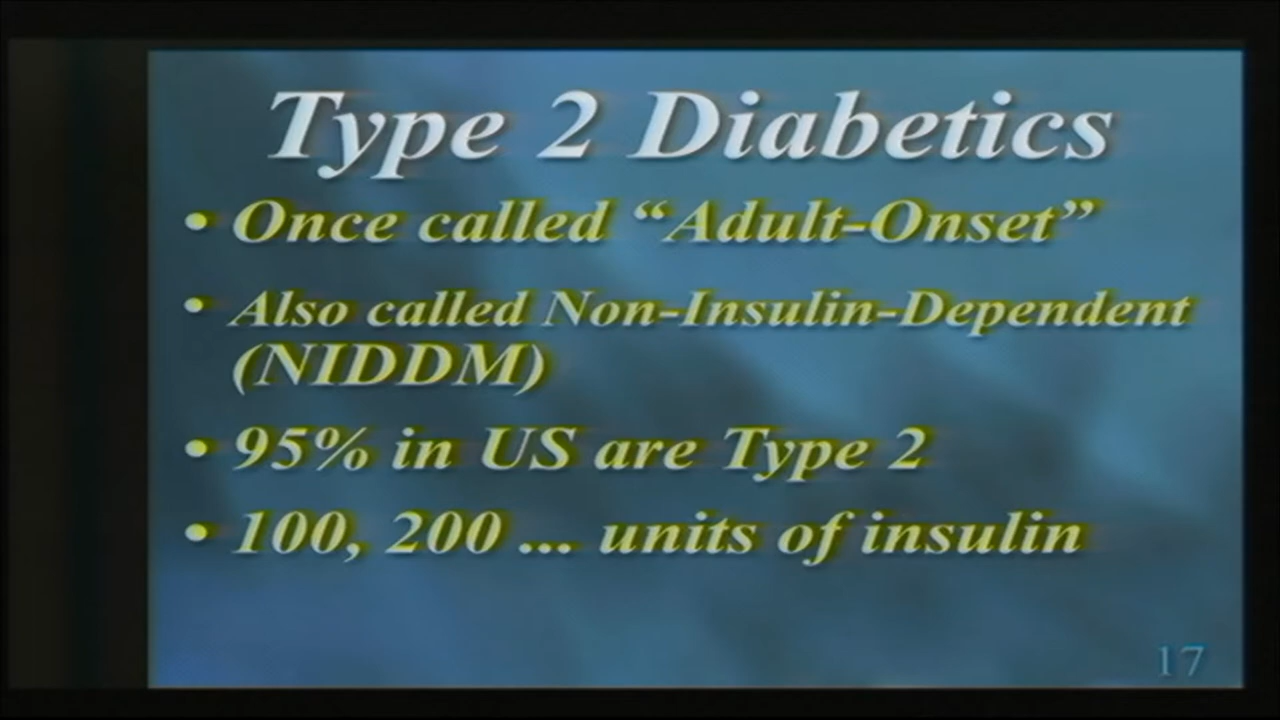 Type 2 Diabetics
• Once called “Adult-Onset”
• Also called Non-Insulin-Dependent
(NIDDM)
• 95% in US are Type 2
• 100, 200 ... units of insulin
17